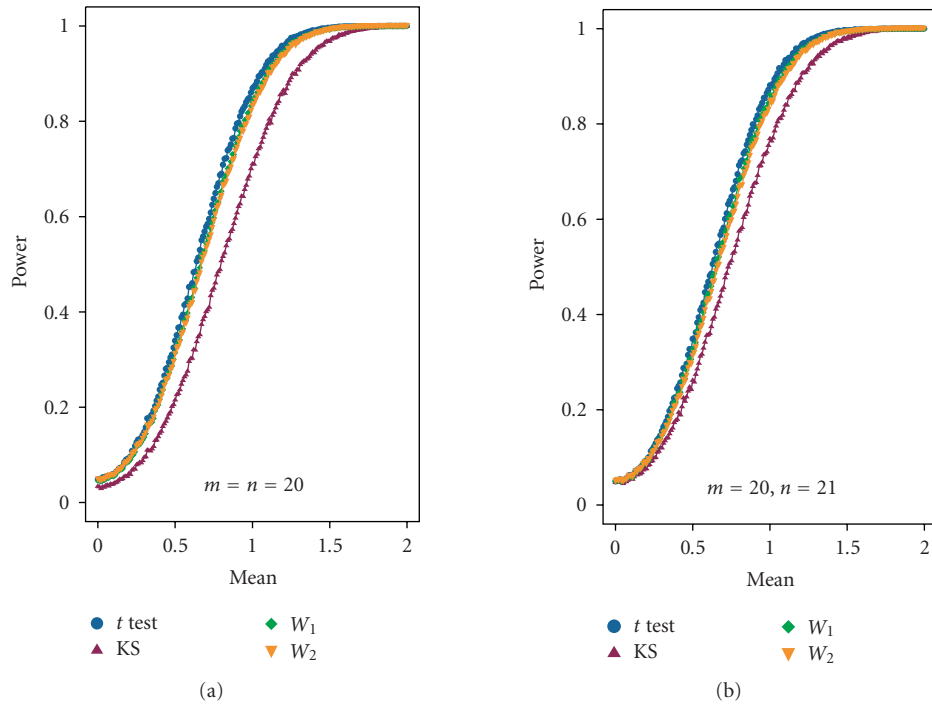 1
0.8
0.6
0.4
0.2
0
Power
m = n = 20
0 0.5 1 1.5 2
Mean
t test
KS
W₁
W₂
(a)
1
0.8
0.6
0.4
0.2
0
Power
m = 20, n = 21
0 0.5 1 1.5 2
Mean
t test
KS
W₁
W₂
(b)